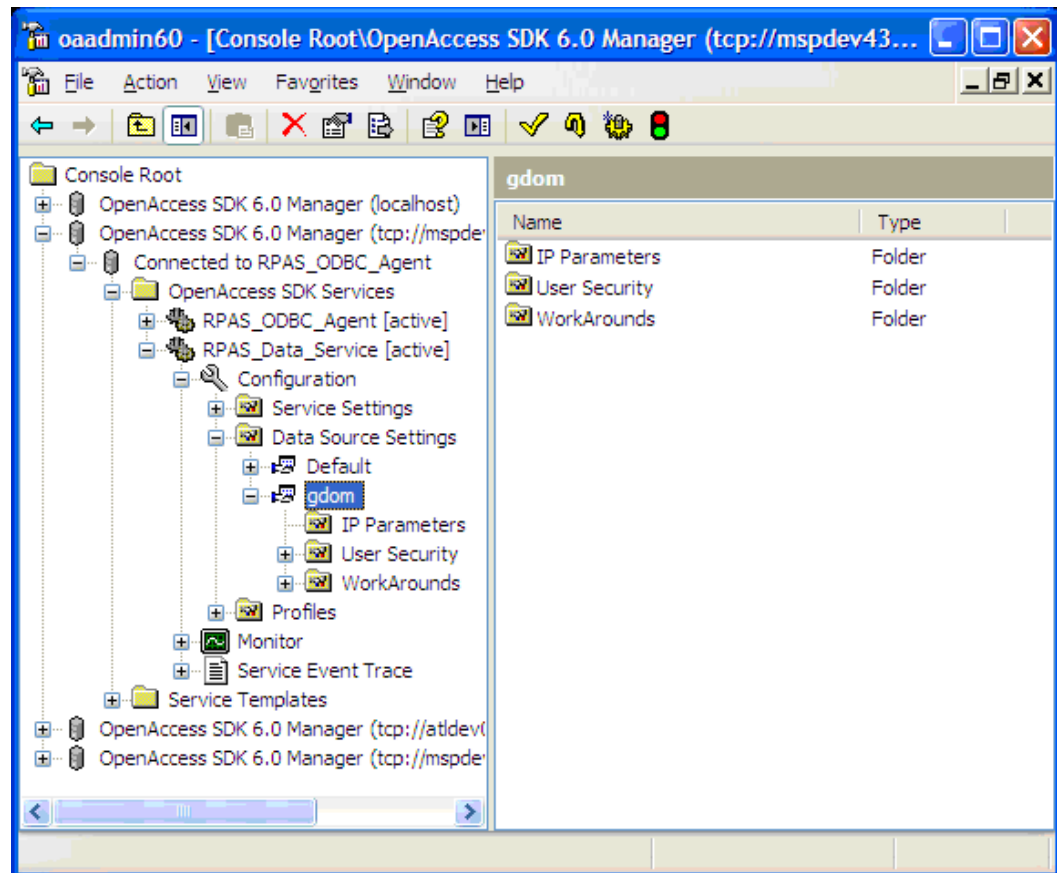 oaadmin60 - [Console Root\OpenAccess SDK 6.0 Manager (tcp://mspdev43...
File Action View Favorites Window Help
Console Root
OpenAccess SDK 6.0 Manager (localhost)
OpenAccess SDK 6.0 Manager (tcp://mspde
Connected to RPAS_ODBC_Agent
OpenAccess SDK Services
RPAS_ODBC_Agent [active]
RPAS_Data_Service [active]
Configuration
Service Settings
Data Source Settings
Default
gdom
IP Parameters
User Security
WorkArounds
Profiles
Monitor
Service Event Trace
Service Templates
OpenAccess SDK 6.0 Manager (tcp://atldev0
OpenAccess SDK 6.0 Manager (tcp://mspde
gdom
Name Type
IP Parameters Folder
User Security Folder
WorkArounds Folder